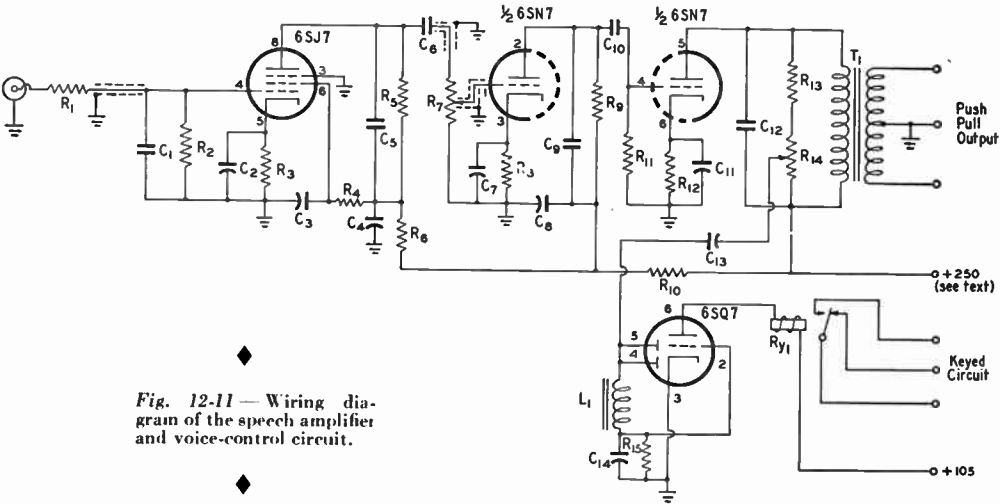 ½ 6SN7 ½ 6SN7
6SJ7
C6 C10
8 3 6 4 5
2 3
5 4 6
R1 C1 R2 C2 R3 C3 R4 C5 R5 C4 R6
R7 C7 C9 C8 R9
R11 R12 C11 C12 R13 R14 T1
Push
Pull
Output
C13
R10
+250
(see text)
6SQ7
6 5 4 2 3
Ry1
Keyed
Circuit
L1
R15
C14
+105
Fig. 12-11 — Wiring dia-
gram of the speech amplifier
and voice-control circuit.